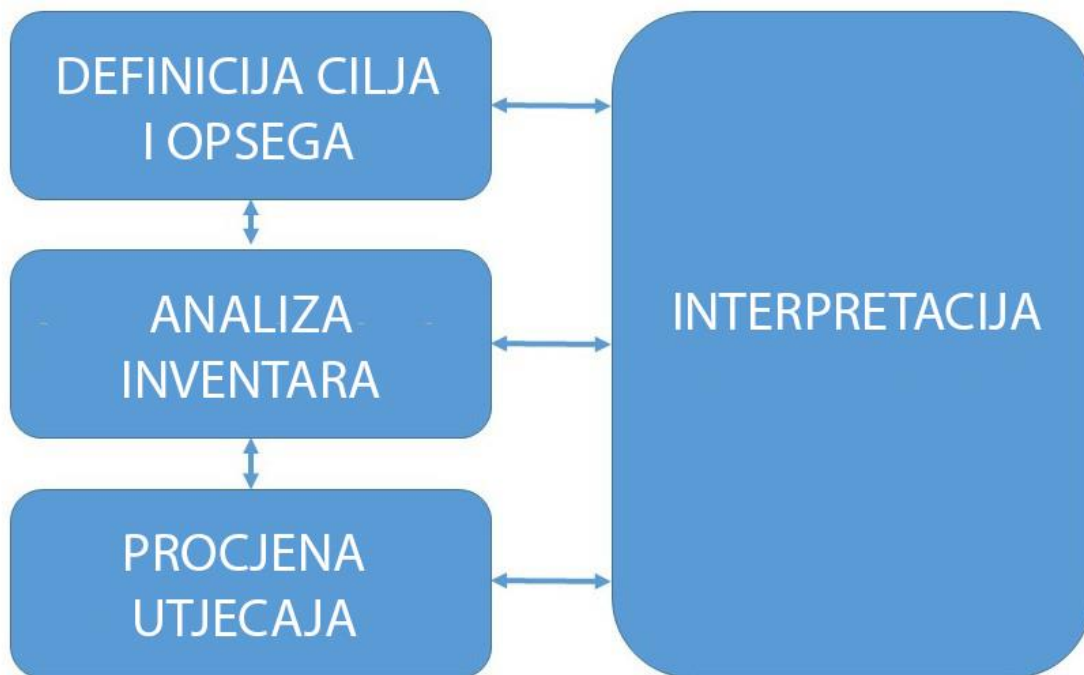 DEFINICIJA CILJA
I OPSEGA
ANALIZA
INVENTARA
PROCJENA
UTJECAJA
INTERPRETACIJA